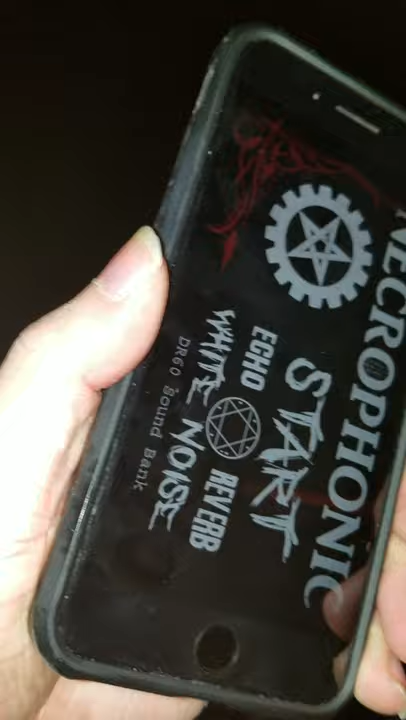 NECROPHONIC
START
ECHO REVERB
WHITE NOISE
DR60 Sound Bank